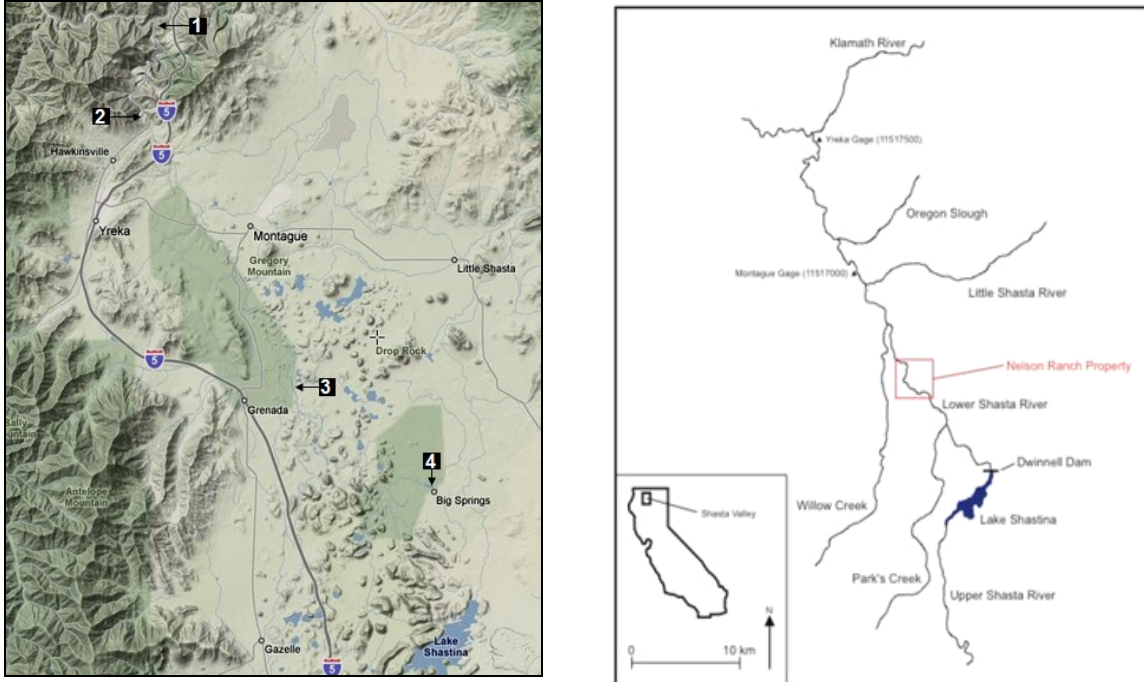 1
2
5
5
Hawkinsville
Yreka
Montague
Gregory
Mountain
Little Shasta
Drop Rock
5
3
Grenada
Antelope
Mountain
4
Big Springs
Gazelle
Lake
Shastina
5
Klamath River
Yreka Gage (11517500)
Oregon Slough
Montague Gage (11517000)
Little Shasta River
Nelson Ranch Property
Lower Shasta River
Dwinnell Dam
Lake Shastina
Willow Creek
Park's Creek
Upper Shasta River
Shasta Valley
N
0 10 km